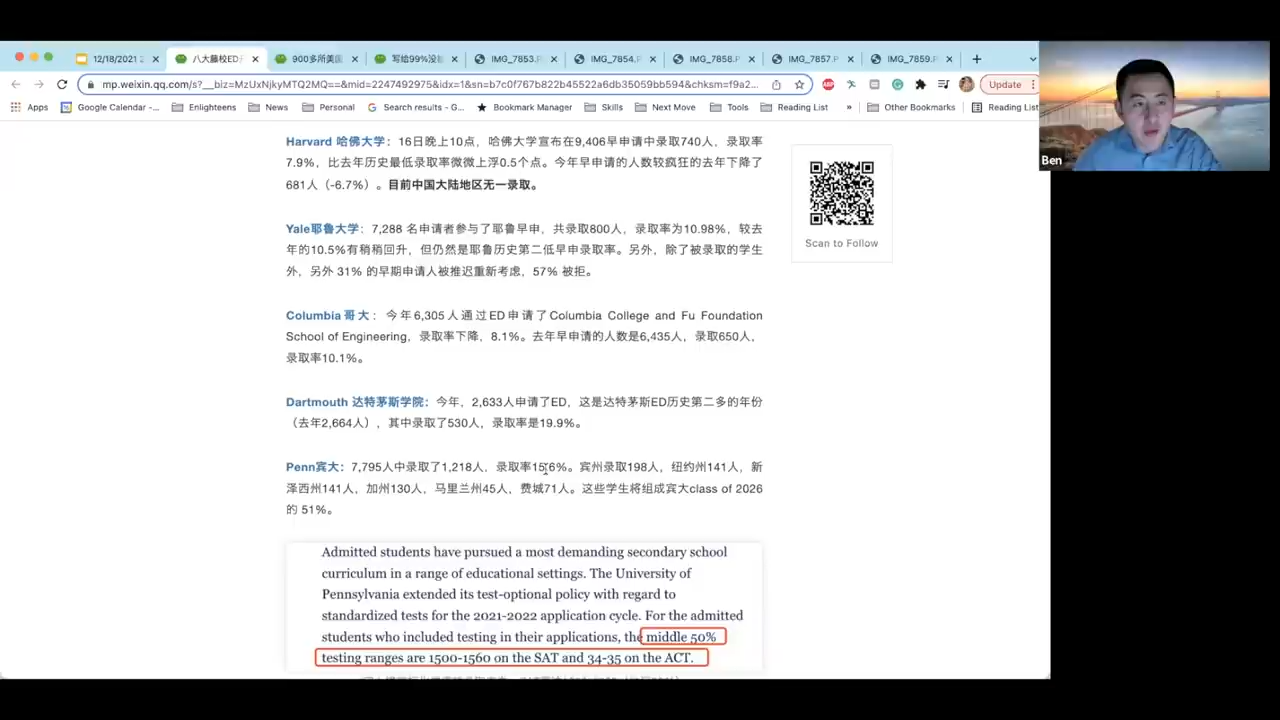 12/18/2021 2
八大藤校ED
900多所美国
写给99%没
IMG_7853.
IMG_7854.
IMG_7858.P
IMG_7857.P
IMG_7859.
mp.weixin.qq.com/s?__biz=MzUxNjkyMTQ2MQ==&mid=2247492975&idx=1&sn=b7c0f767b822b45522a6db35059bb594&chksm=f9a2...
Update
Apps
Google Calendar -...
Enlighteens
News
Personal
Search results - G...
Bookmark Manager
Skills
Next Move
Tools
Reading List
»
Other Bookmarks
Reading List
Ben
Harvard 哈佛大学：16日晚上10点，哈佛大学宣布在9,406早申请中录取740人，录取率
7.9%，比去年历史最低录取率微微上浮0.5个点。今年早申请的人数较疯狂的去年下降了
681人（-6.7%）。目前中国大陆地区无一录取。
Scan to Follow
Yale耶鲁大学：7,288 名申请者参与了耶鲁早申，共录取800人，录取率为10.98%，较去
年的10.5%有稍稍回升，但仍然是耶鲁历史第二低早申录取率。另外，除了被录取的学生
外，另外 31% 的早期申请人被推迟重新考虑，57% 被拒。
Columbia哥大：今年6,305人通过ED申请了Columbia College and Fu Foundation
School of Engineering，录取率下降，8.1%。去年早申请的人数是6,435人，录取650人，
录取率10.1%。
Dartmouth 达特茅斯学院：今年，2,633人申请了ED，这是达特茅斯ED历史第二多的年份
（去年2,664人），其中录取了530人，录取率是19.9%。
Penn宾大：7,795人中录取了1,218人，录取率15.6%。宾州录取198人，纽约州141人，新
泽西州141人，加州130人，马里兰州45人，费城71人。这些学生将组成宾大class of 2026
的 51%。
Admitted students have pursued a most demanding secondary school
curriculum in a range of educational settings. The University of
Pennsylvania extended its test-optional policy with regard to
standardized tests for the 2021-2022 application cycle. For the admitted
students who included testing in their applications, the middle 50%
testing ranges are 1500-1560 on the SAT and 34-35 on the ACT.